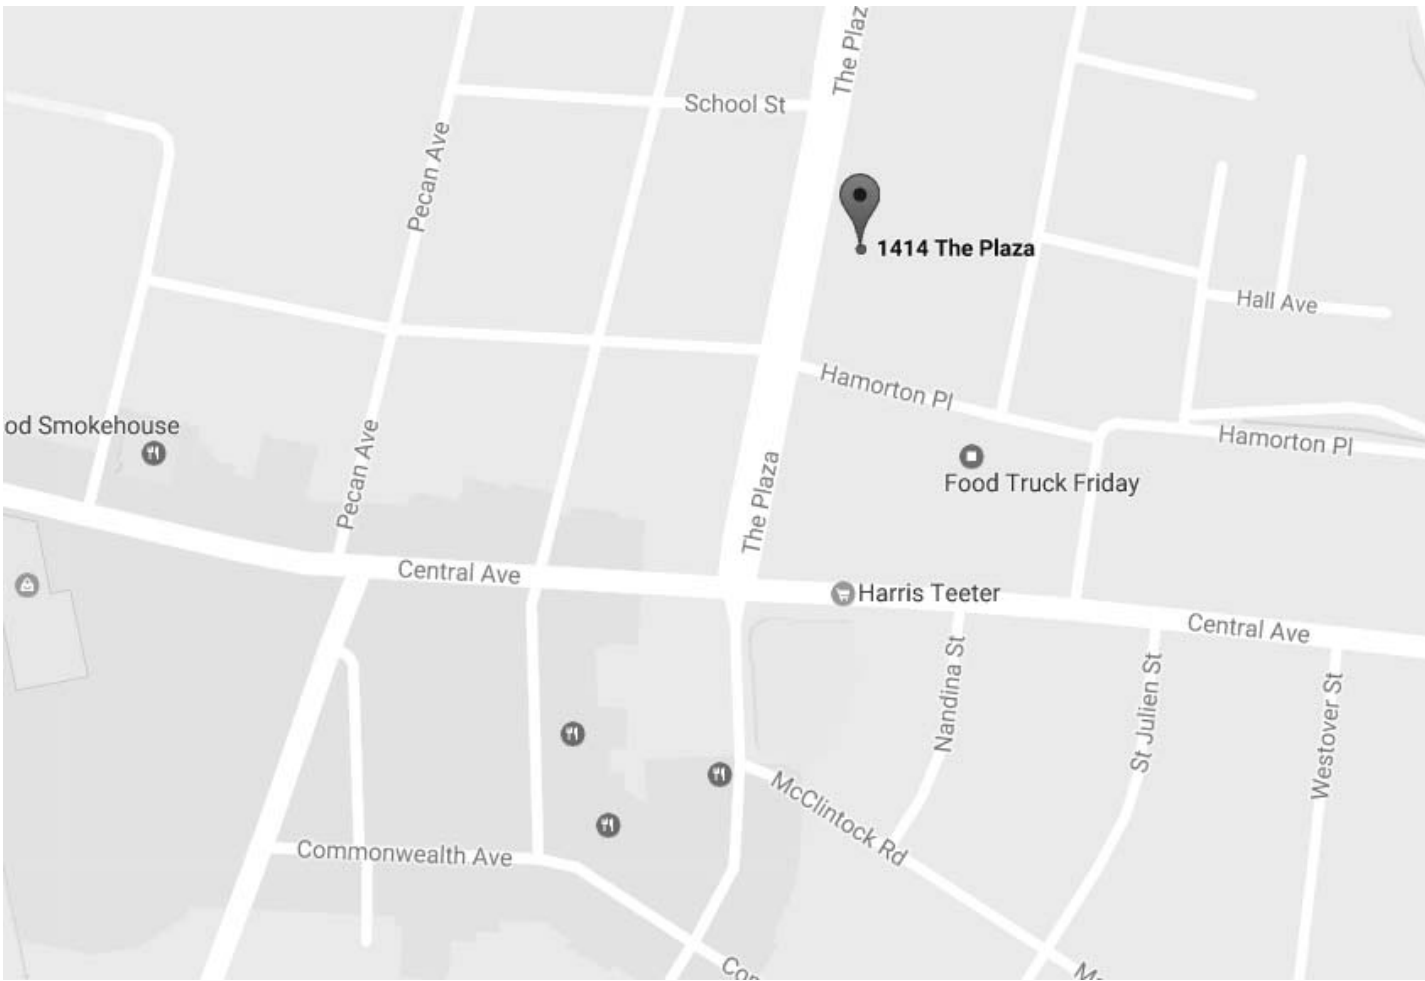 The Plaz
School St
Pecan Ave
1414 The Plaza
Hall Ave
Hamorton Pl
od Smokehouse
Hamorton Pl
Pecan Ave
The Plaza
Food Truck Friday
Central Ave
Harris Teeter
Central Ave
Nandina St
St Julien St
Westover St
McClintock Rd
Commonwealth Ave
Com
Mc